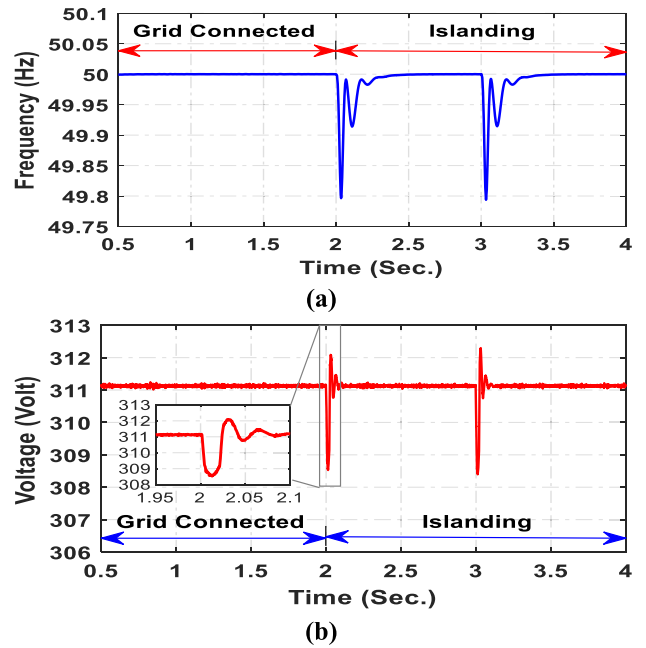 50.1
Grid Connected
Islanding
50.05
50
49.95
49.9
49.85
49.8
49.75
Frequency (Hz)
0.5 1 1.5 2 2.5 3 3.5 4
Time (Sec.)
(a)
313
312
311
310
309
308
307
306
Voltage (Volt)
313
312
311
310
309
308
1.95 2 2.05 2.1
Grid Connected
Islanding
0.5 1 1.5 2 2.5 3 3.5 4
Time (Sec.)
(b)